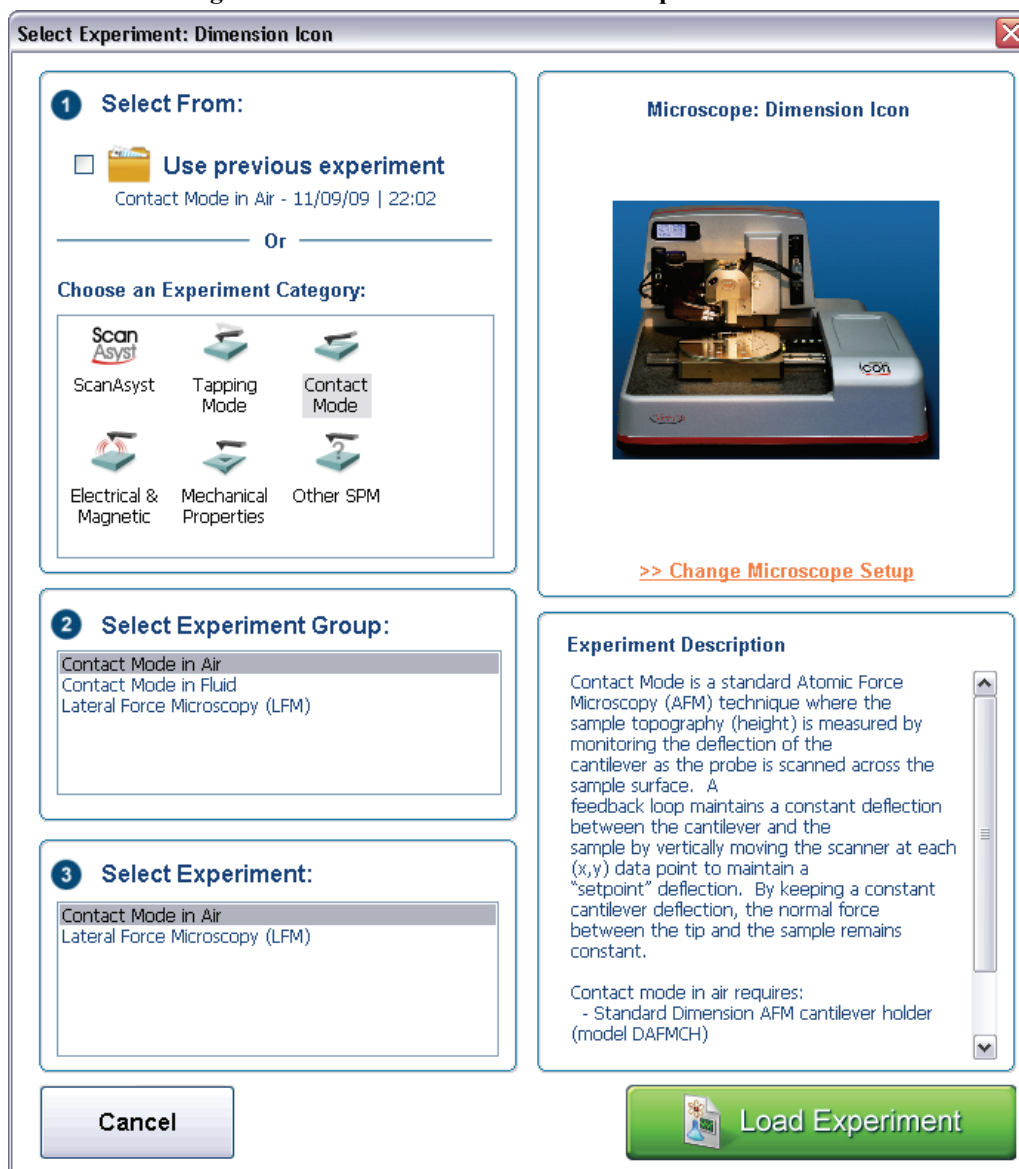 Select Experiment: Dimension Icon
1 Select From:
Use previous experiment
Contact Mode in Air - 11/09/09 | 22:02
Or
Choose an Experiment Category:
Scan
Asyst
ScanAsyst
Tapping
Mode
Contact
Mode
Electrical &
Magnetic
Mechanical
Properties
?
Other SPM
2 Select Experiment Group:
Contact Mode in Air
Contact Mode in Fluid
Lateral Force Microscopy (LFM)
3 Select Experiment:
Contact Mode in Air
Lateral Force Microscopy (LFM)
Cancel
Microscope: Dimension Icon
icon
>> Change Microscope Setup
Experiment Description
Contact Mode is a standard Atomic Force
Microscopy (AFM) technique where the
sample topography (height) is measured by
monitoring the deflection of the
cantilever as the probe is scanned across the
sample surface. A
feedback loop maintains a constant deflection
between the cantilever and the
sample by vertically moving the scanner at each
(x,y) data point to maintain a
"setpoint" deflection. By keeping a constant
cantilever deflection, the normal force
between the tip and the sample remains
constant.
Contact mode in air requires:
- Standard Dimension AFM cantilever holder
(model DAFMCH)
Load Experiment